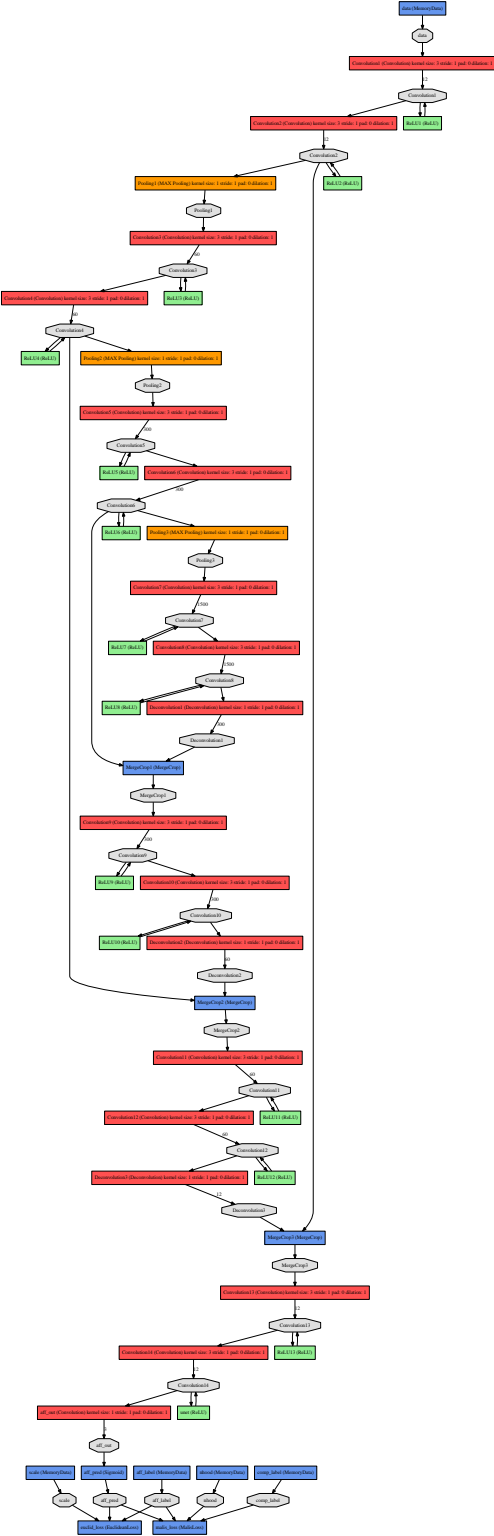 data (MemoryData)
data
Convolution1 (Convolution) kernel size: 3 stride: 1 pad: 0 dilation: 1
12
Convolution1
Convolution2 (Convolution) kernel size: 3 stride: 1 pad: 0 dilation: 1
ReLU1 (ReLU)
12
Convolution2
Pooling1 (MAX Pooling) kernel size: 1 stride: 1 pad: 0 dilation: 1
ReLU2 (ReLU)
Pooling1
Convolution3 (Convolution) kernel size: 3 stride: 1 pad: 0 dilation: 1
60
Convolution3
Convolution4 (Convolution) kernel size: 3 stride: 1 pad: 0 dilation: 1
ReLU3 (ReLU)
60
Convolution4
ReLU4 (ReLU)
Pooling2 (MAX Pooling) kernel size: 1 stride: 1 pad: 0 dilation: 1
Pooling2
Convolution5 (Convolution) kernel size: 3 stride: 1 pad: 0 dilation: 1
300
Convolution5
ReLU5 (ReLU)
Convolution6 (Convolution) kernel size: 3 stride: 1 pad: 0 dilation: 1
300
Convolution6
ReLU6 (ReLU)
Pooling3 (MAX Pooling) kernel size: 1 stride: 1 pad: 0 dilation: 1
Pooling3
Convolution7 (Convolution) kernel size: 3 stride: 1 pad: 0 dilation: 1
1500
Convolution7
ReLU7 (ReLU)
Convolution8 (Convolution) kernel size: 3 stride: 1 pad: 0 dilation: 1
1500
Convolution8
ReLU8 (ReLU)
Deconvolution1 (Deconvolution) kernel size: 1 stride: 1 pad: 0 dilation: 1
300
Deconvolution1
MergeCrop1 (MergeCrop)
MergeCrop1
Convolution9 (Convolution) kernel size: 3 stride: 1 pad: 0 dilation: 1
300
Convolution9
ReLU9 (ReLU)
Convolution10 (Convolution) kernel size: 3 stride: 1 pad: 0 dilation: 1
300
Convolution10
ReLU10 (ReLU)
Deconvolution2 (Deconvolution) kernel size: 1 stride: 1 pad: 0 dilation: 1
60
Deconvolution2
MergeCrop2 (MergeCrop)
MergeCrop2
Convolution11 (Convolution) kernel size: 3 stride: 1 pad: 0 dilation: 1
60
Convolution11
Convolution12 (Convolution) kernel size: 3 stride: 1 pad: 0 dilation: 1
ReLU11 (ReLU)
60
Convolution12
Deconvolution3 (Deconvolution) kernel size: 1 stride: 1 pad: 0 dilation: 1
ReLU12 (ReLU)
12
Deconvolution3
MergeCrop3 (MergeCrop)
MergeCrop3
Convolution13 (Convolution) kernel size: 3 stride: 1 pad: 0 dilation: 1
12
Convolution13
Convolution14 (Convolution) kernel size: 3 stride: 1 pad: 0 dilation: 1
ReLU13 (ReLU)
12
Convolution14
aff_out (Convolution) kernel size: 1 stride: 1 pad: 0 dilation: 1
unet (ReLU)
3
aff_out
scale (MemoryData)
aff_pred (Sigmoid)
aff_label (MemoryData)
nhood (MemoryData)
comp_label (MemoryData)
scale
aff_pred
aff_label
nhood
comp_label
euclid_loss (EuclideanLoss)
malis_loss (MalisLoss)